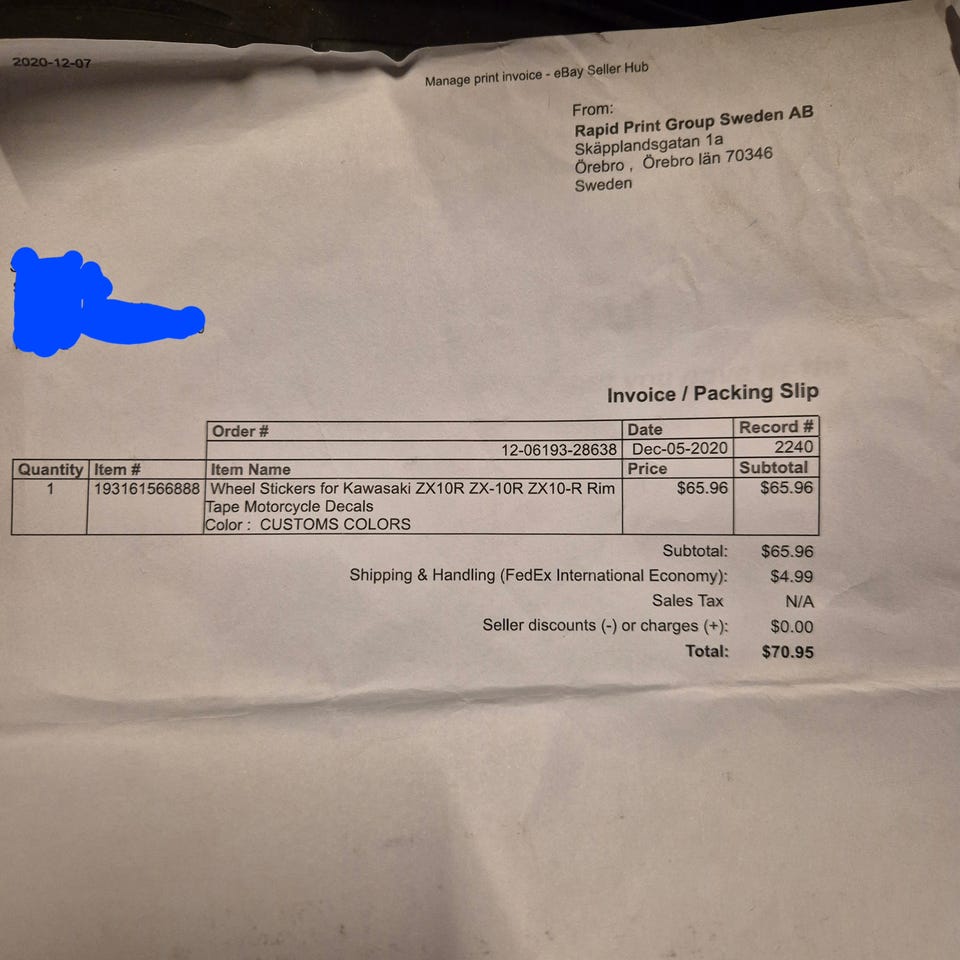 2020-12-07
Manage print invoice - eBay Seller Hub
From:
Rapid Print Group Sweden AB
Skäpplandsgatan 1a
Örebro , Örebro län 70346
Sweden
Invoice / Packing Slip
Order # Date Record #
12-06193-28638 Dec-05-2020 2240
Quantity Item # Item Name Price Subtotal
1 193161566888 Wheel Stickers for Kawasaki ZX10R ZX-10R ZX10-R Rim $65.96 $65.96
Tape Motorcycle Decals
Color : CUSTOMS COLORS
Subtotal: $65.96
Shipping & Handling (FedEx International Economy): $4.99
Sales Tax N/A
Seller discounts (-) or charges (+): $0.00
Total: $70.95